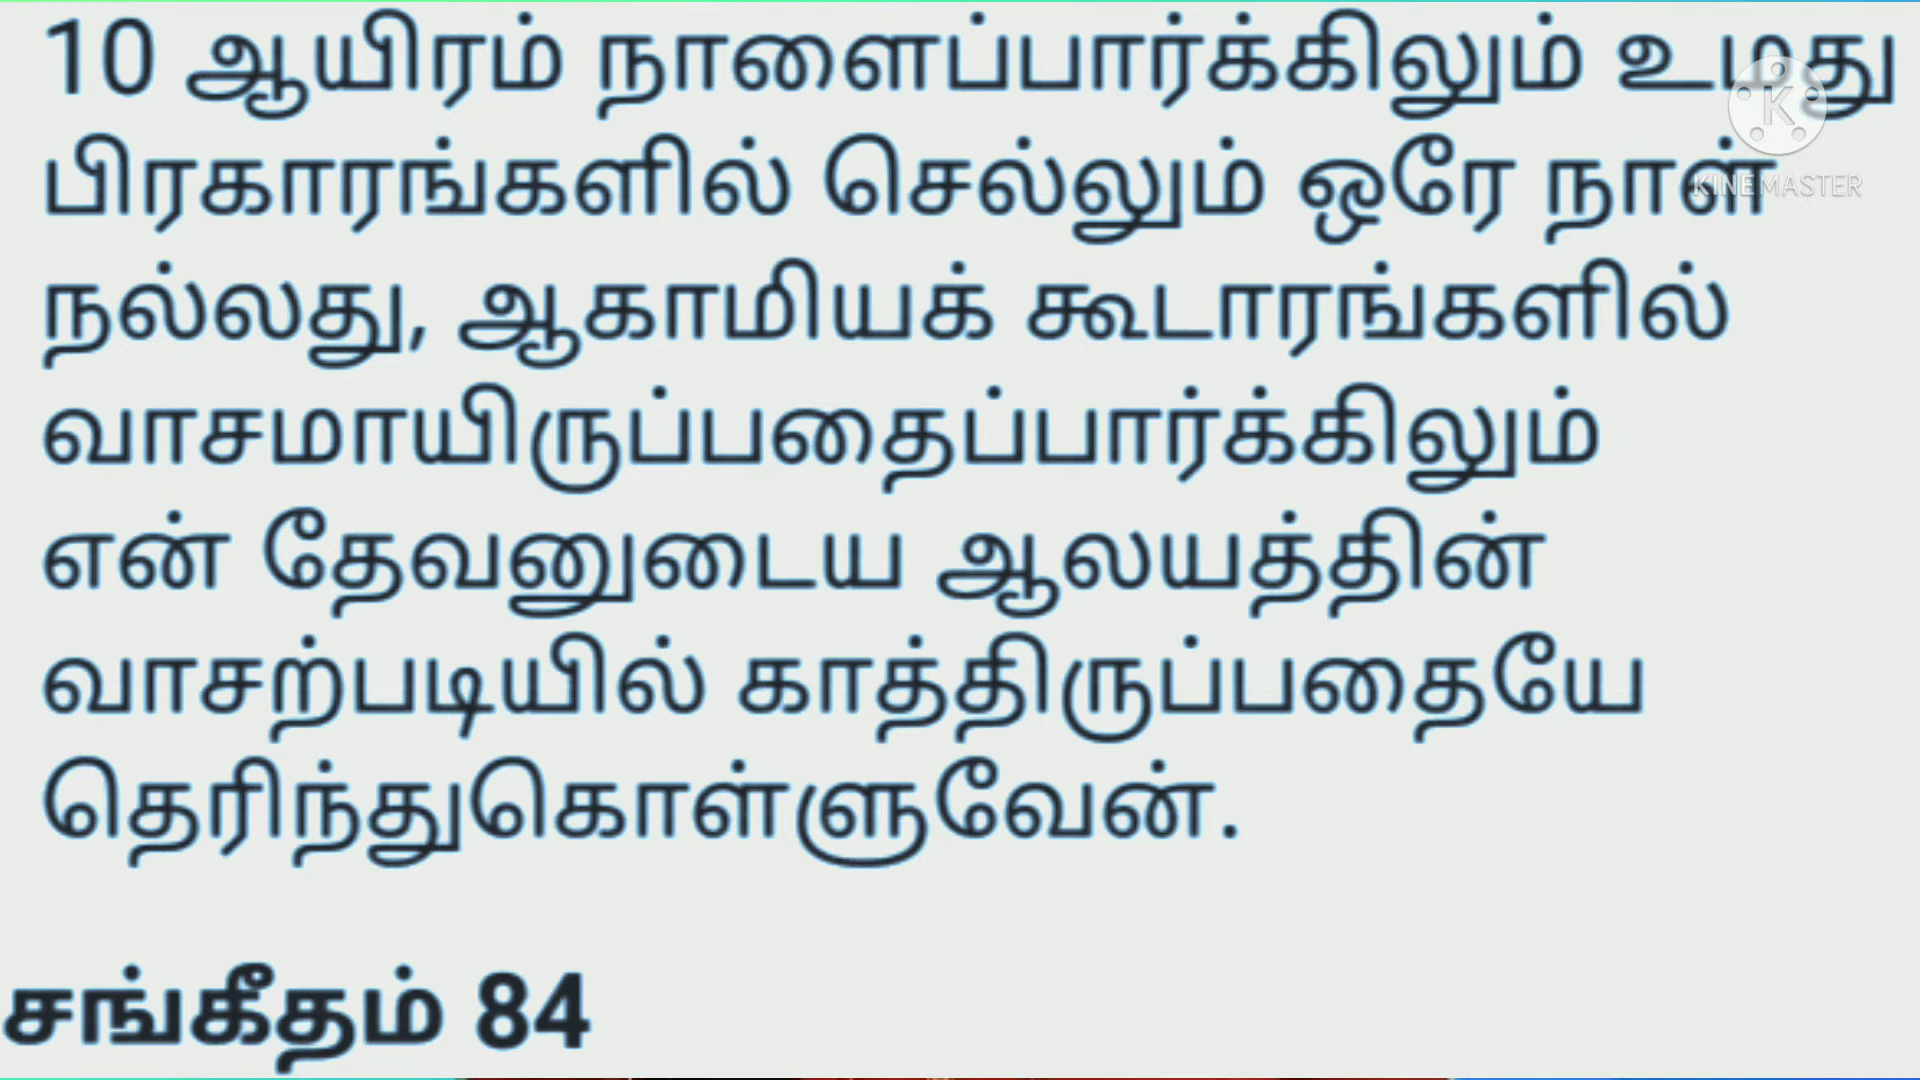 10 ஆயிரம் நாளைப்பார்க்கிலும் உமது
பிரகாரங்களில் செல்லும் ஒரே நாள்
நல்லது, ஆகாமியக் கூடாரங்களில்
வாசமாயிருப்பதைப்பார்க்கிலும்
என் தேவனுடைய ஆலயத்தின்
வாசற்படியில் காத்திருப்பதையே
தெரிந்துகொள்ளுவேன்.
சங்கீதம் 84
K
KINEMASTER